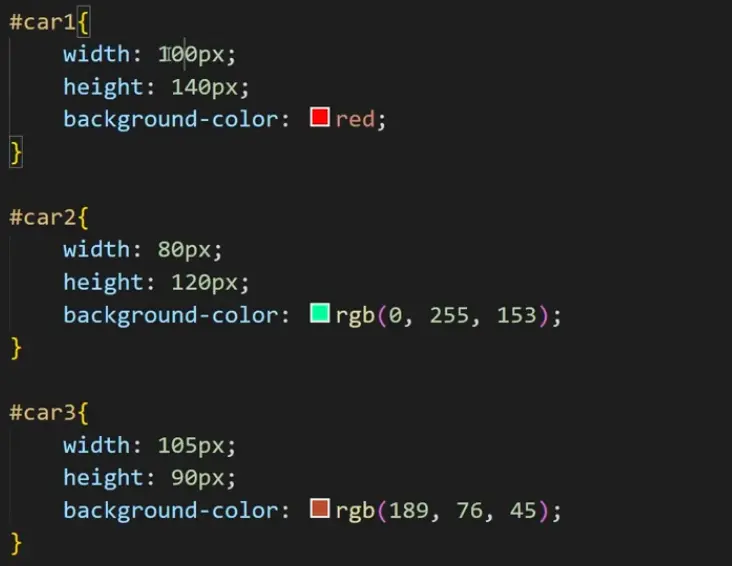 #car1{
width: 100px;
height: 140px;
background-color: red;
}
#car2{
width: 80px;
height: 120px;
background-color: rgb(0, 255, 153);
}
#car3{
width: 105px;
height: 90px;
background-color: rgb(189, 76, 45);
}